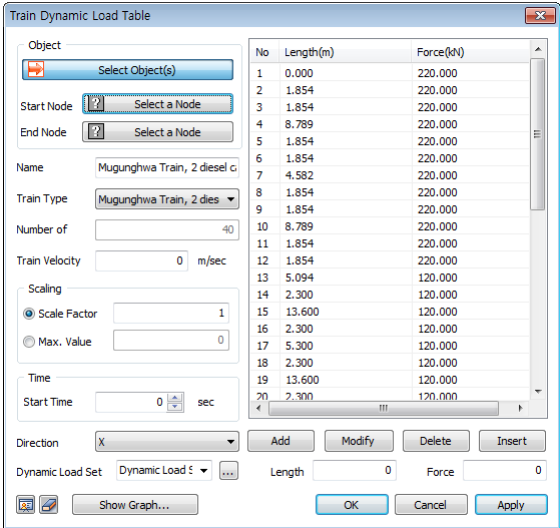 Train Dynamic Load Table
Object
Select Object(s)
Start Node
Select a Node
End Node
Select a Node
Name
Mugunghwa Train, 2 diesel c
Train Type
Mugunghwa Train, 2 dies
Number of
40
Train Velocity
0
m/sec
Scaling
Scale Factor
1
Max. Value
0
Time
Start Time
0
sec
Direction
X
Dynamic Load Set
Dynamic Load S
...
Show Graph...
No Length(m) Force(kN)
1 0.000 220.000
2 1.854 220.000
3 1.854 220.000
4 8.789 220.000
5 1.854 220.000
6 1.854 220.000
7 4.582 220.000
8 1.854 220.000
9 1.854 220.000
10 8.789 220.000
11 1.854 220.000
12 1.854 220.000
13 5.094 120.000
14 2.300 120.000
15 13.600 120.000
16 2.300 120.000
17 5.300 120.000
18 2.300 120.000
19 13.600 120.000
20 2.300 120.000
Add
Modify
Delete
Insert
Length
0
Force
0
OK
Cancel
Apply